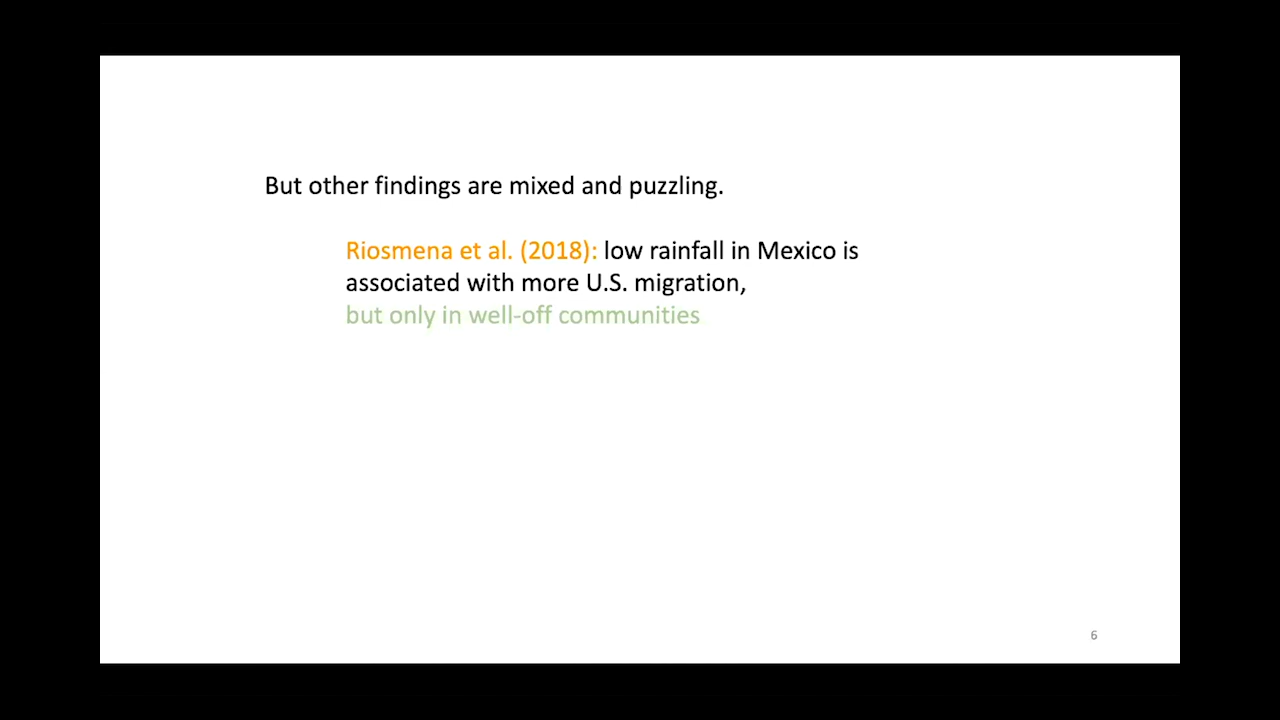 But other findings are mixed and puzzling.
Riosmena et al. (2018): low rainfall in Mexico is
associated with more U.S. migration,
but only in well-off communities
6